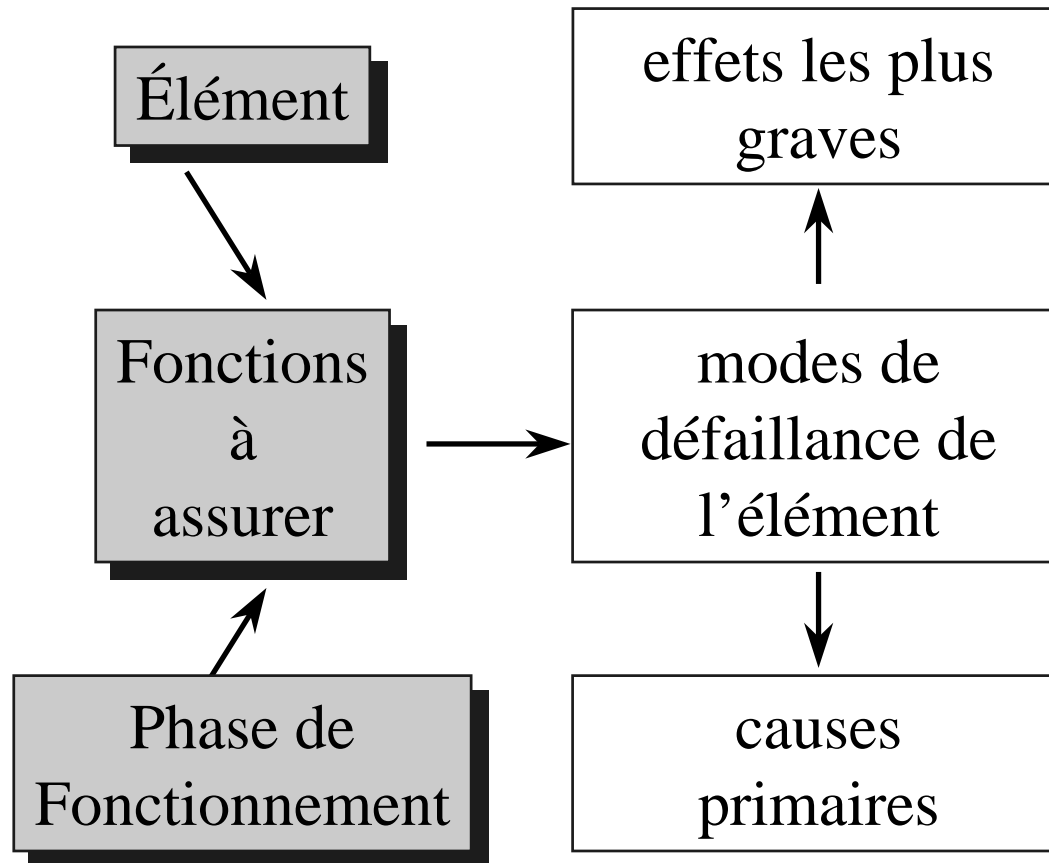 Élément
effets les plus
graves
Fonctions
à
assurer
modes de
défaillance de
l’élément
Phase de
Fonctionnement
causes
primaires